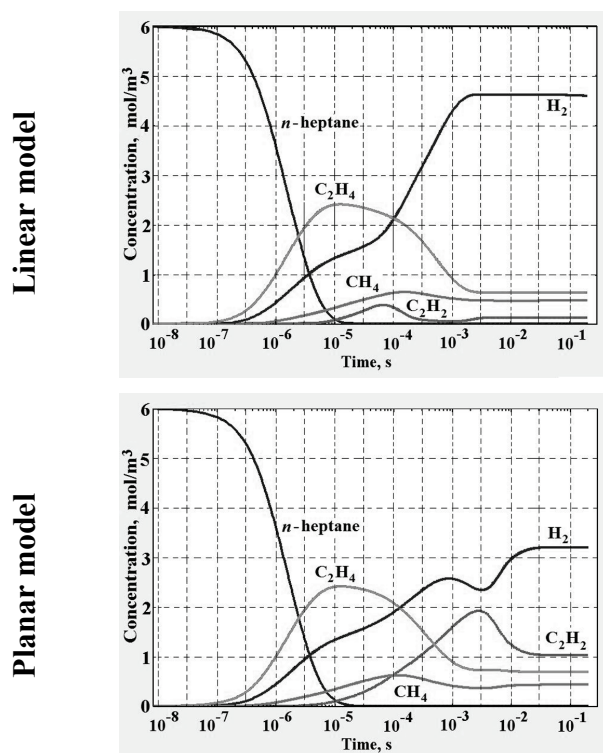 Linear model
Concentration, mol/m³
6
5
4
3
2
1
0
n-heptane
H₂
C₂H₄
CH₄
C₂H₂
10⁻⁸ 10⁻⁷ 10⁻⁶ 10⁻⁵ 10⁻⁴ 10⁻³ 10⁻² 10⁻¹
Time, s
Planar model
Concentration, mol/m³
6
5
4
3
2
1
0
n-heptane
H₂
C₂H₄
C₂H₂
CH₄
10⁻⁸ 10⁻⁷ 10⁻⁶ 10⁻⁵ 10⁻⁴ 10⁻³ 10⁻² 10⁻¹
Time, s